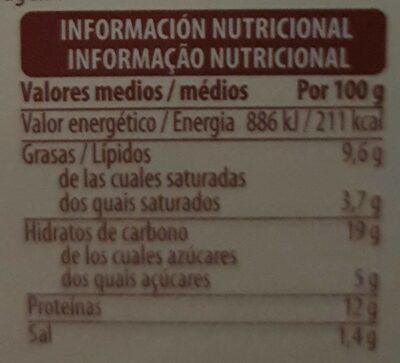 INFORMACIÓN NUTRICIONAL
INFORMAÇÃO NUTRICIONAL
Valores medios / médios Por 100 g
Valor energético / Energia 886 kJ / 211 kcal
Grasas / Lípidos 9,6 g
de las cuales saturadas
dos quais saturados 3,7 g
Hidratos de carbono 19 g
de los cuales azúcares
dos quais açúcares 5 g
Proteínas 12 g
Sal 1,4 g